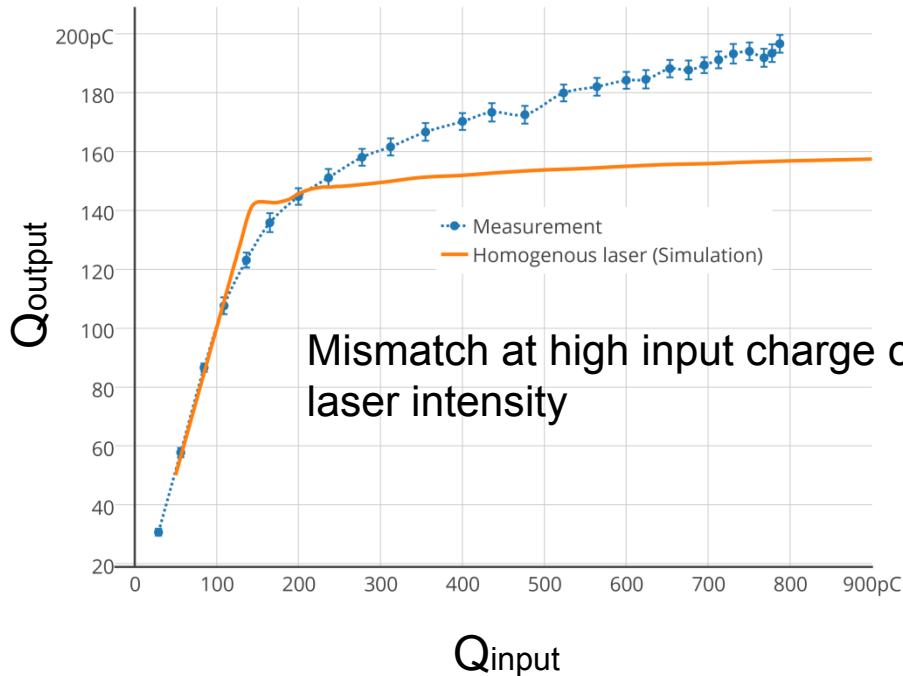 200pC
180
160
140
120
100
80
60
40
20
Qoutput
Measurement
Homogenous laser (Simulation)
Mismatch at high input charge
laser intensity
0 100 200 300 400 500 600 700 800 900pC
Qinput